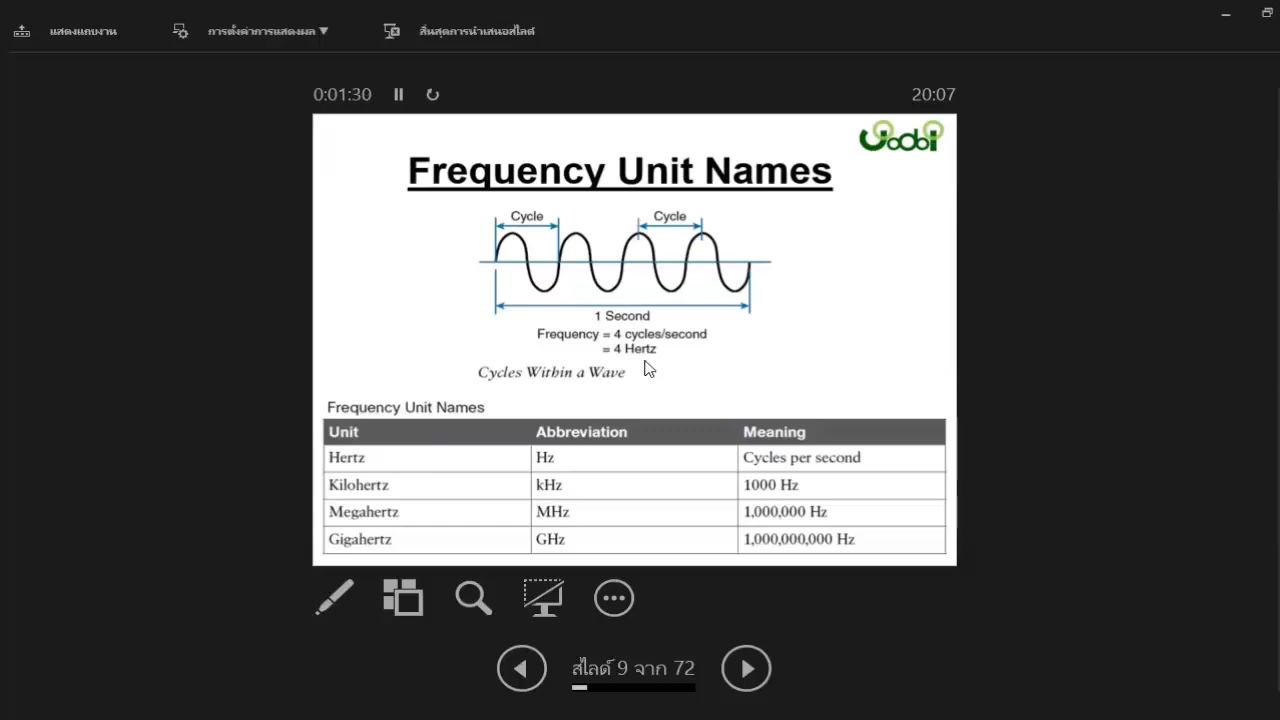 แสดงแถบงาน การตั้งค่าการแสดงผล ▼ สิ้นสุดการนำเสนอสไลด์
0:01:30 20:07
Frequency Unit Names
Cycle Cycle
1 Second
Frequency = 4 cycles/second
= 4 Hertz
Cycles Within a Wave
Frequency Unit Names
Unit Abbreviation Meaning
Hertz Hz Cycles per second
Kilohertz kHz 1000 Hz
Megahertz MHz 1,000,000 Hz
Gigahertz GHz 1,000,000,000 Hz
สไลด์ 9 จาก 72